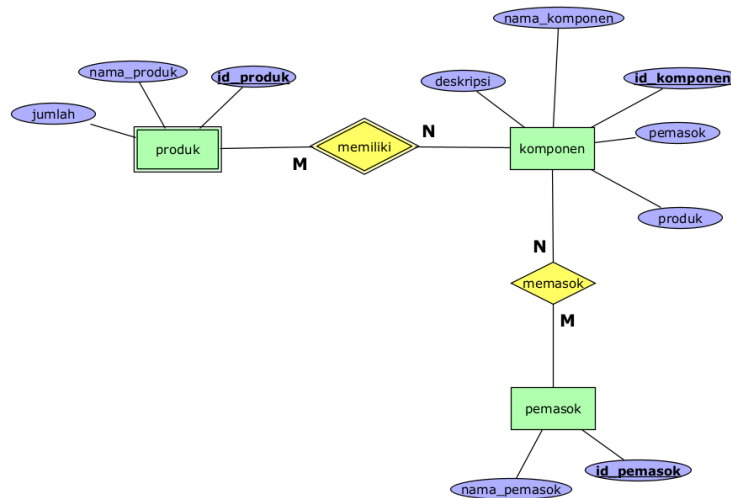 nama_komponen
nama_produk
id_produk
id_komponen
deskripsi
jumlah
pemasok
produk
memiliki
komponen
M
N
produk
N
memasok
M
pemasok
nama_pemasok
id_pemasok